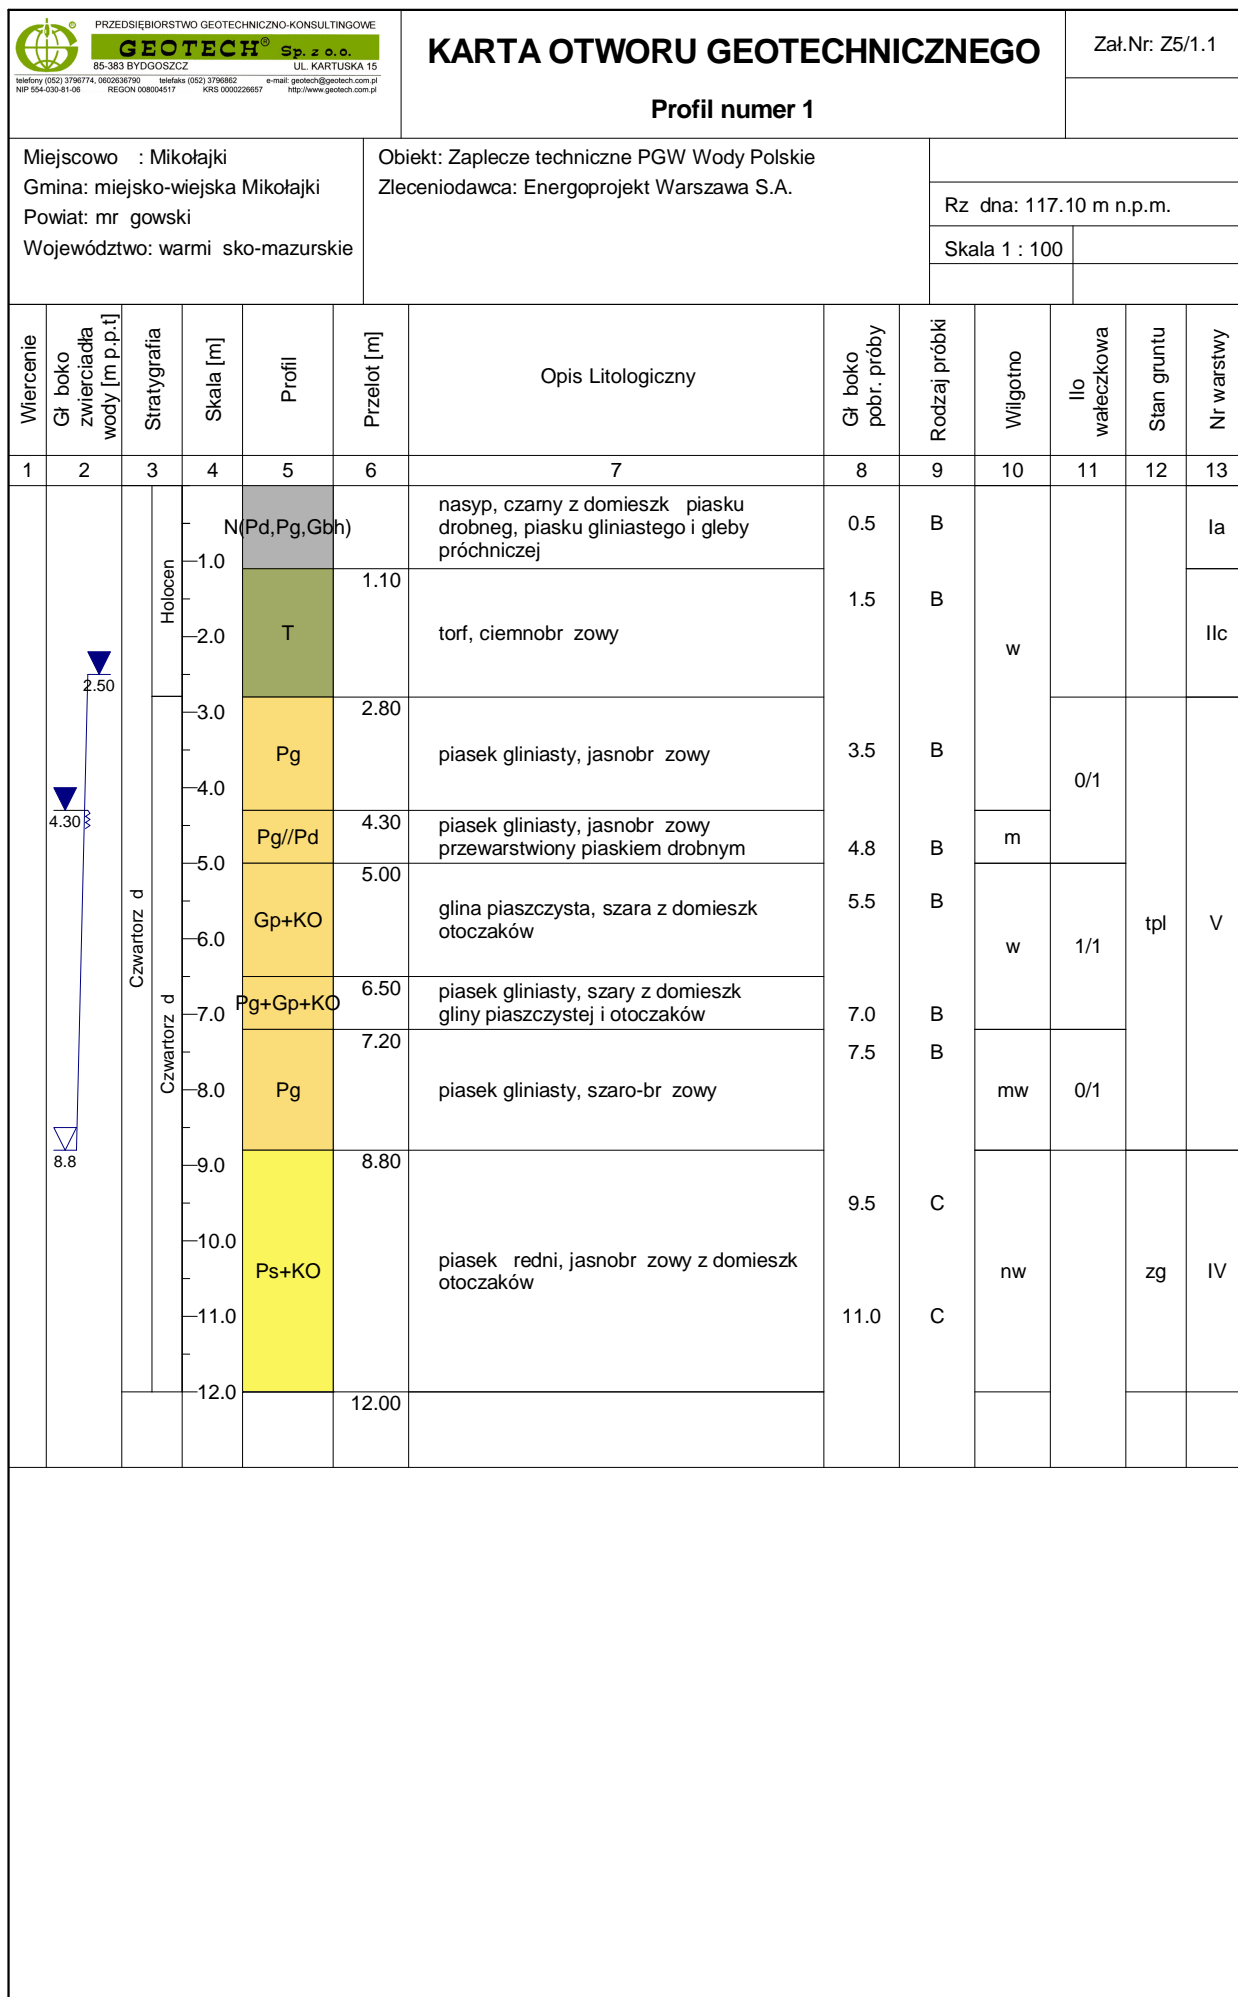 PRZEDSIĘBIORSTWO GEOTECHNICZNO-KONSULTINGOWE
GEOTECH® Sp. z o.o.
85-383 BYDGOSZCZ UL. KARTUSKA 15
telefony (052) 3796774, 0602636790 telefaks (052) 3796862 e-mail: geotech@geotech.com.pl
NIP 554-030-81-06 REGON 008004517 KRS 0000226657 http://www.geotech.com.pl
KARTA OTWORU GEOTECHNICZNEGO
Profil numer 1
Zał.Nr: Z5/1.1
Miejscowo : Mikołajki
Gmina: miejsko-wiejska Mikołajki
Powiat: mr gowski
Województwo: warmi sko-mazurskie
Obiekt: Zaplecze techniczne PGW Wody Polskie
Zleceniodawca: Energoprojekt Warszawa S.A.
Rz dna: 117.10 m n.p.m.
Skala 1 : 100
Wiercenie
Gł boko
zwierciadła
wody [m p.p.t]
Stratygrafia
Skala [m]
Profil
Przelot [m]
Opis Litologiczny
Gł boko
pobr. próby
Rodzaj próbki
Wilgotno
Ilo
wałeczkowa
Stan gruntu
Nr warstwy
1 2 3 4 5 6 7 8 9 10 11 12 13
nasyp, czarny z domieszk piasku
N(Pd,Pg,Gbh) drobneg, piasku gliniastego i gleby 0.5 B Ia
próchniczej
1.0
Holocen
1.10
1.5 B
2.0 T torf, ciemnobr zowy w IIc
2.50
3.0 2.80
Pg piasek gliniasty, jasnobr zowy 3.5 B
4.0 0/1
4.30 4.30
Pg//Pd piasek gliniasty, jasnobr zowy
przewarstwiony piaskiem drobnym 4.8 B m
5.0 5.00
Czwartorz d
Gp+KO glina piaszczysta, szara z domieszk
otoczaków 5.5 B
6.0 w 1/1 tpl V
6.50
Pg+Gp+KO piasek gliniasty, szary z domieszk
7.0 gliny piaszczystej i otoczaków 7.0 B
7.20
Czwartorz d
7.5 B
8.0 Pg piasek gliniasty, szaro-br zowy mw 0/1
8.8 8.80
9.0
9.5 C
10.0
Ps+KO piasek redni, jasnobr zowy z domieszk
otoczaków nw zg IV
11.0 11.0 C
12.0
12.00